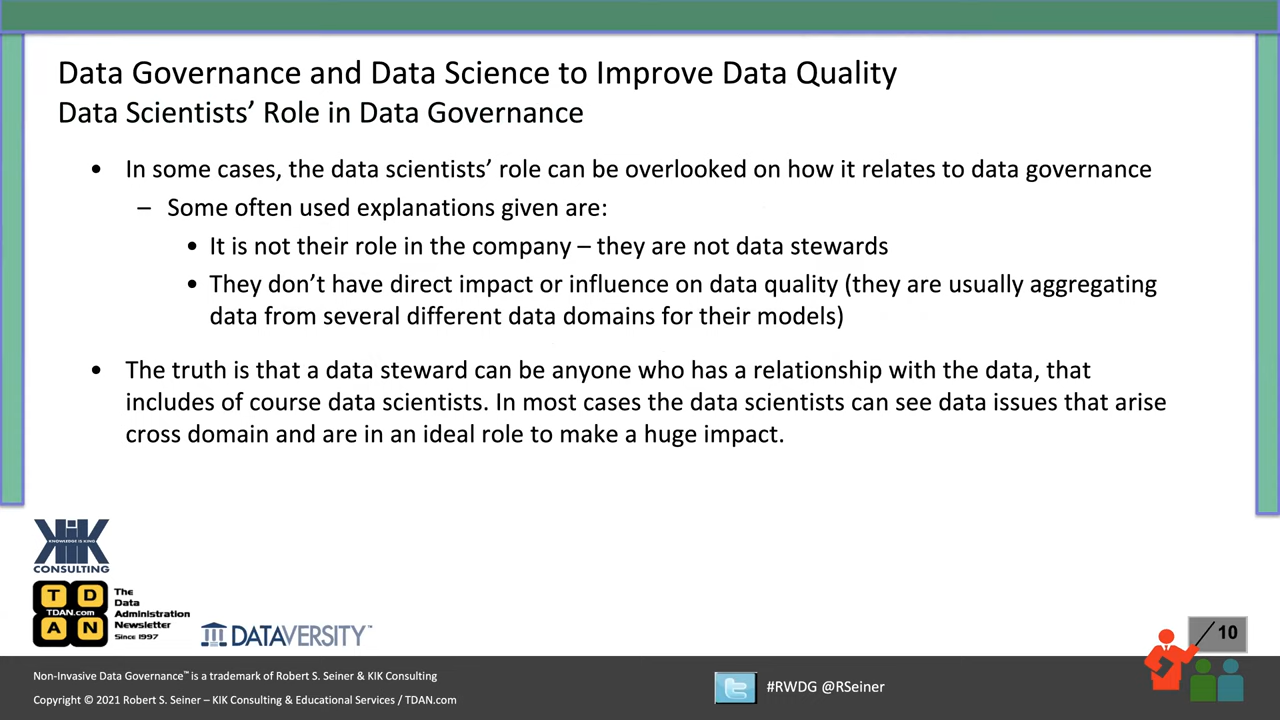 Data Governance and Data Science to Improve Data Quality
Data Scientists’ Role in Data Governance
• In some cases, the data scientists’ role can be overlooked on how it relates to data governance
– Some often used explanations given are:
• It is not their role in the company – they are not data stewards
• They don’t have direct impact or influence on data quality (they are usually aggregating
data from several different data domains for their models)
• The truth is that a data steward can be anyone who has a relationship with the data, that
includes of course data scientists. In most cases the data scientists can see data issues that arise
cross domain and are in an ideal role to make a huge impact.
KIK
KNOWLEDGE IS KING
CONSULTING
T D
TDAN.com
A N
The
Data
Administration
Newsletter
Since 1997
DATAVERSITY™
10
Non-Invasive Data Governance™ is a trademark of Robert S. Seiner & KIK Consulting
Copyright © 2021 Robert S. Seiner – KIK Consulting & Educational Services / TDAN.com
#RWDG @RSeiner